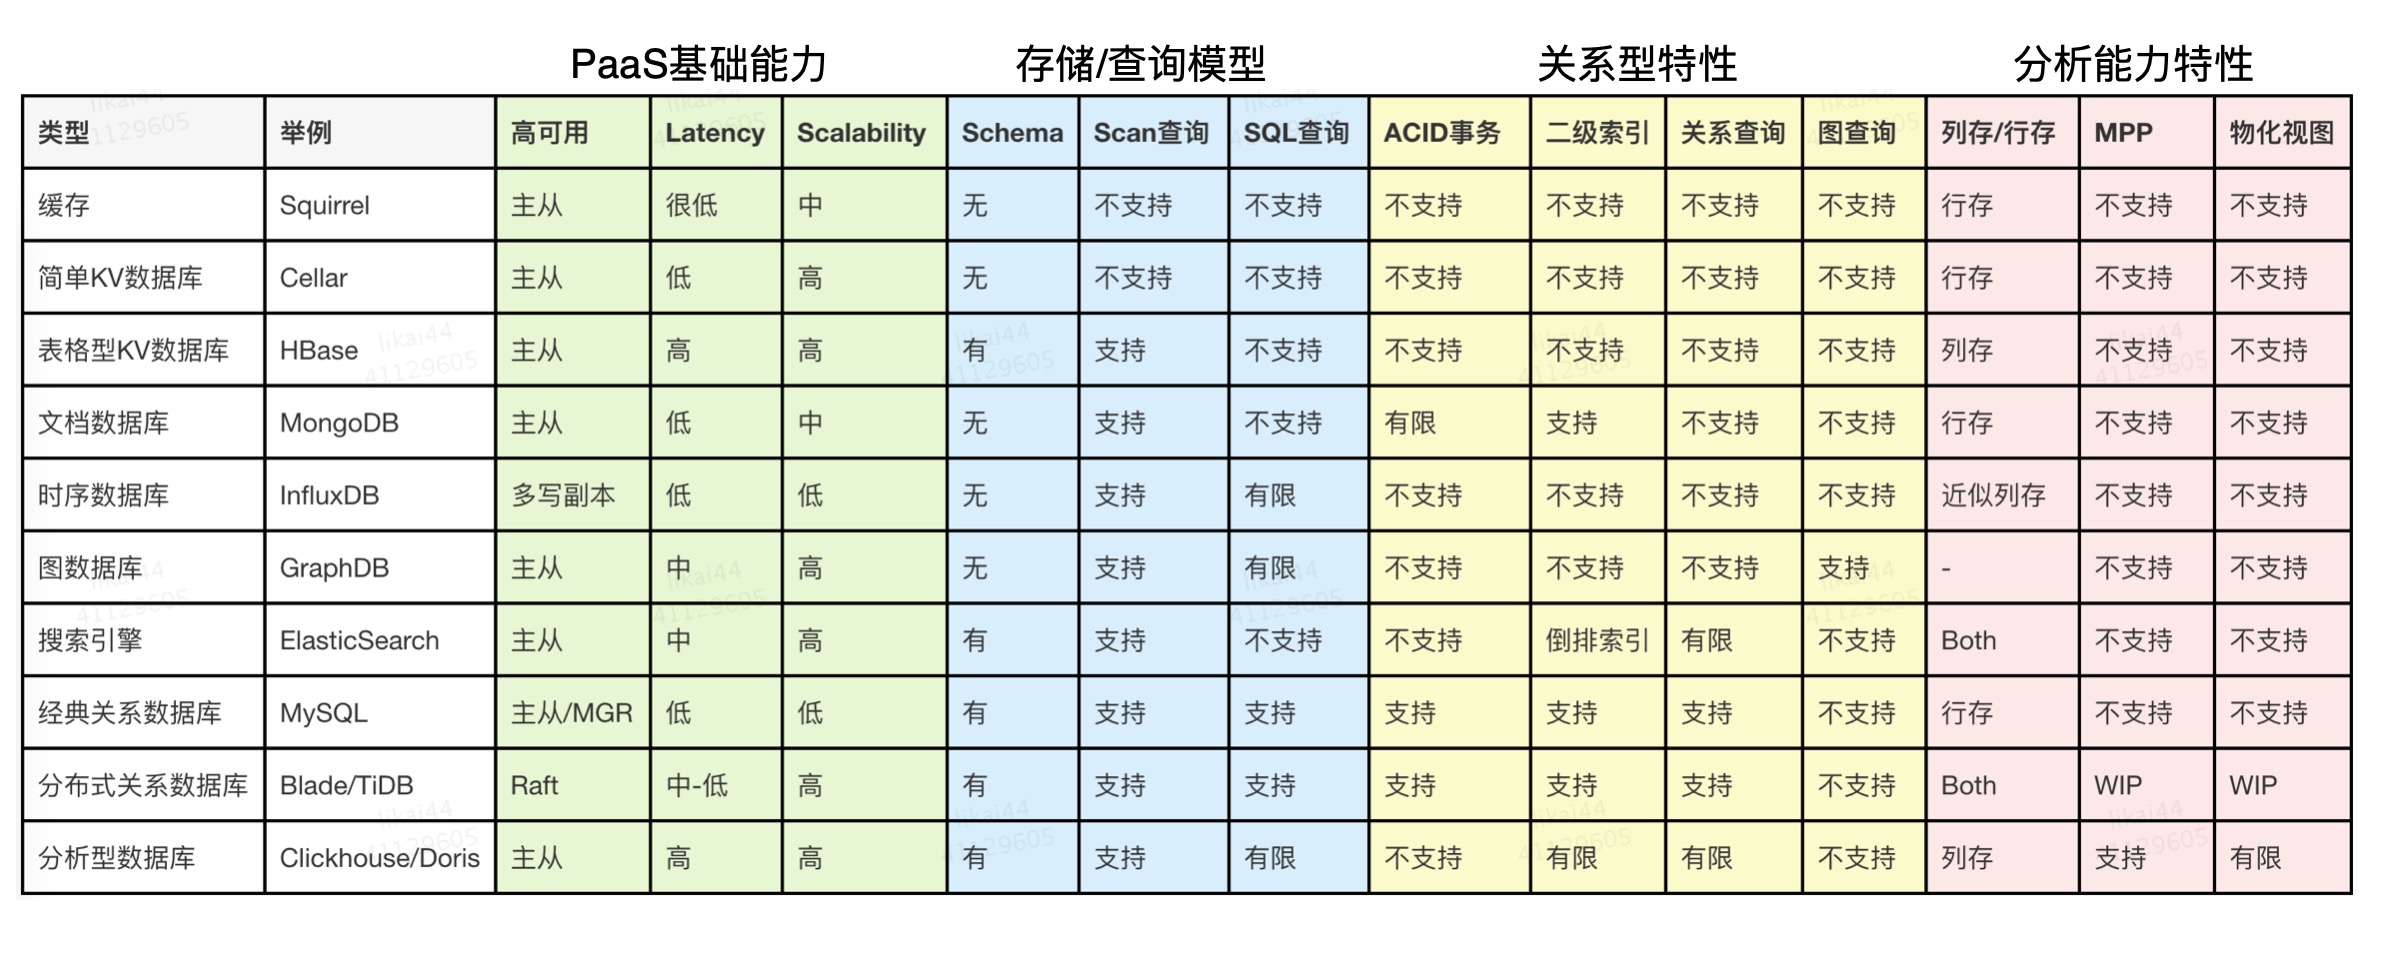 PaaS基础能力 存储/查询模型 关系型特性 分析能力特性
类型 举例 高可用 Latency Scalability Schema Scan查询 SQL查询 ACID事务 二级索引 关系查询 图查询 列存/行存 MPP 物化视图
缓存 Squirrel 主从 很低 中 无 不支持 不支持 不支持 不支持 不支持 不支持 行存 不支持 不支持
简单KV数据库 Cellar 主从 低 高 无 不支持 不支持 不支持 不支持 不支持 不支持 行存 不支持 不支持
表格型KV数据库 HBase 主从 高 高 有 支持 不支持 不支持 不支持 不支持 不支持 列存 不支持 不支持
文档数据库 MongoDB 主从 低 中 无 支持 不支持 有限 支持 不支持 不支持 行存 不支持 不支持
时序数据库 InfluxDB 多写副本 低 低 无 支持 有限 不支持 不支持 不支持 不支持 近似列存 不支持 不支持
图数据库 GraphDB 主从 中 高 无 支持 有限 不支持 不支持 不支持 支持 - 不支持 不支持
搜索引擎 ElasticSearch 主从 中 高 有 支持 不支持 不支持 倒排索引 有限 不支持 Both 不支持 不支持
经典关系数据库 MySQL 主从/MGR 低 低 有 支持 支持 支持 支持 支持 不支持 行存 不支持 不支持
分布式关系数据库 Blade/TiDB Raft 中-低 高 有 支持 支持 支持 支持 支持 不支持 Both WIP WIP
分析型数据库 Clickhouse/Doris 主从 高 高 有 支持 有限 不支持 有限 有限 不支持 列存 支持 有限
likai44
41129605